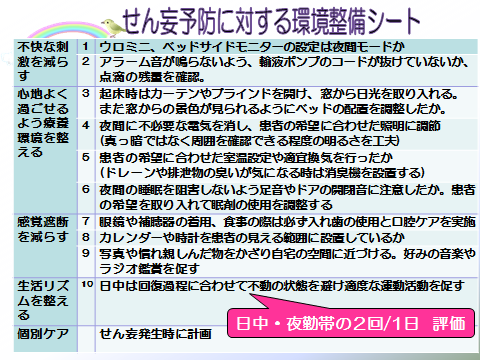 せん妄予防に対する環境整備シート
不快な刺 1 ウロミニ、ベッドサイドモニターの設定は夜間モードか
激を減らす 2 アラーム音が鳴らないよう、輸液ポンプのコードが抜けていないか、
点滴の残量を確認。
心地よく 3 起床時はカーテンやブラインドを開け、窓から日光を取り入れる。
過ごせる また窓からの景色が見られるようにベッドの配置を調整したか。
よう療養 4 夜間に不必要な電気を消し、患者の希望に合わせた照明に調節
環境を整 (真っ暗ではなく周囲を確認できる程度の明るさを工夫)
える 5 患者の希望に合わせた室温設定や適宜換気を行ったか
(ドレーンや排泄物の臭いが気になる時は消臭機を設置する)
6 夜間の睡眠を阻害しないよう足音やドアの開閉音に注意したか。患者
の希望を取り入れて眠剤の使用を調整する
感覚遮断 7 眼鏡や補聴器の着用、食事の際は必ず入れ歯の使用と口腔ケアを実施
を減らす 8 カレンダーや時計を患者の見える範囲に設置しているか
9 写真や慣れ親しんだ物をかざり自宅の空間に近づける。好みの音楽や
ラジオ鑑賞を促す
生活リズ 10 日中は回復過程に合わせて不動の状態を避け適度な運動活動を促す
ムを整え
る
日中・夜勤帯の2回/1日 評価
個別ケア せん妄発生時に計画